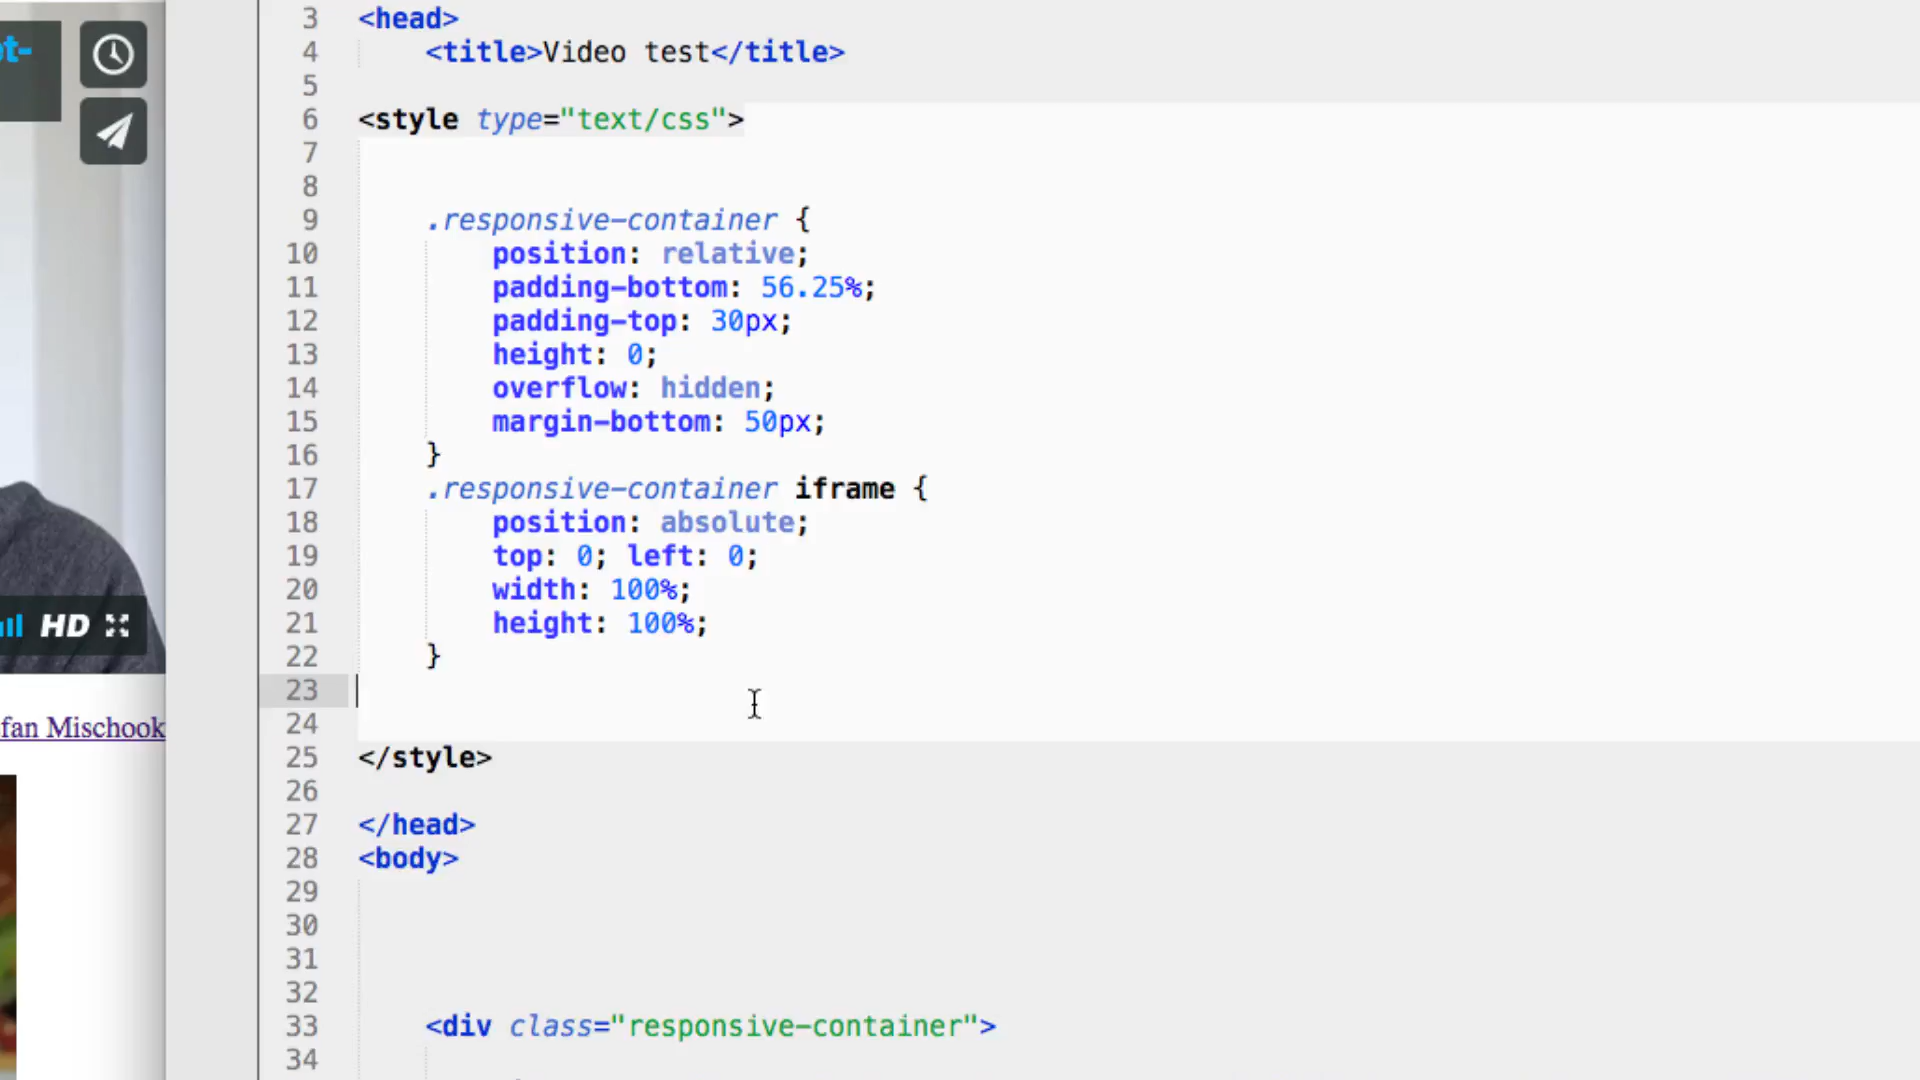 3 <head>
4 <title>Video test</title>
5
6 <style type="text/css">
7
8
9 .responsive-container {
10 position: relative;
11 padding-bottom: 56.25%;
12 padding-top: 30px;
13 height: 0;
14 overflow: hidden;
15 margin-bottom: 50px;
16 }
17 .responsive-container iframe {
18 position: absolute;
19 top: 0; left: 0;
20 width: 100%;
21 height: 100%;
22 }
23
24
25 </style>
26
27 </head>
28 <body>
29
30
31
32
33 <div class="responsive-container">
34
HD
fan Mischook